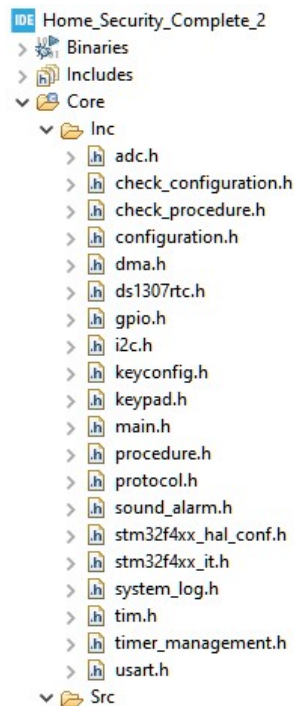 IDE Home_Security_Complete_2
Binaries
Includes
Core
Inc
.h adc.h
.h check_configuration.h
.h check_procedure.h
.h configuration.h
.h dma.h
.h ds1307rtc.h
.h gpio.h
.h i2c.h
.h keyconfig.h
.h keypad.h
.h main.h
.h procedure.h
.h protocol.h
.h sound_alarm.h
.h stm32f4xx_hal_conf.h
.h stm32f4xx_it.h
.h system_log.h
.h tim.h
.h timer_management.h
.h usart.h
Src